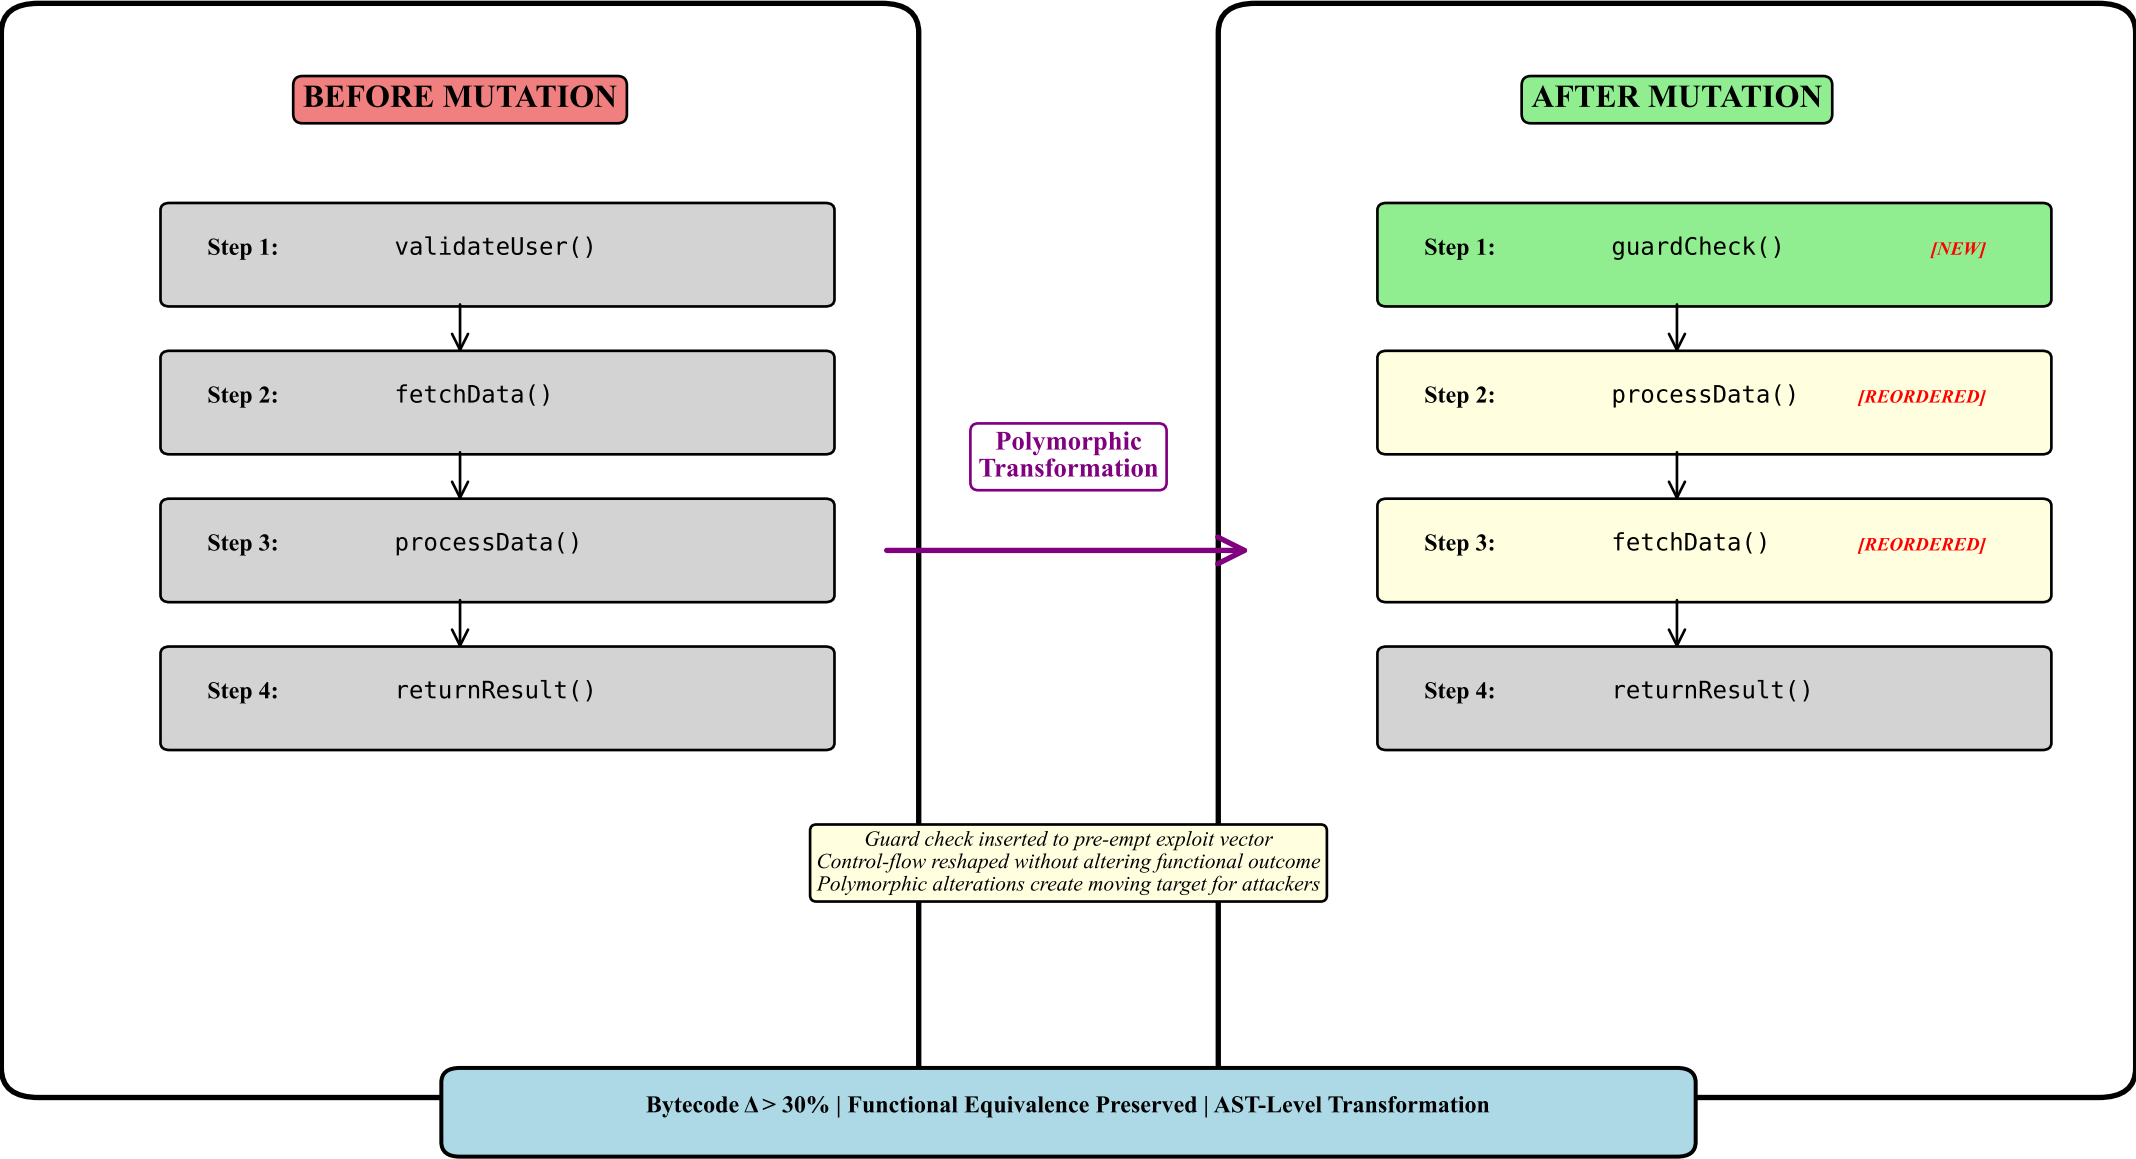 BEFORE MUTATION
Step 1: validateUser()
Step 2: fetchData()
Step 3: processData()
Step 4: returnResult()
Polymorphic
Transformation
AFTER MUTATION
Step 1: guardCheck() [NEW]
Step 2: processData() [REORDERED]
Step 3: fetchData() [REORDERED]
Step 4: returnResult()
Guard check inserted to pre-empt exploit vector
Control-flow reshaped without altering functional outcome
Polymorphic alterations create moving target for attackers
Bytecode Δ > 30% | Functional Equivalence Preserved | AST-Level Transformation